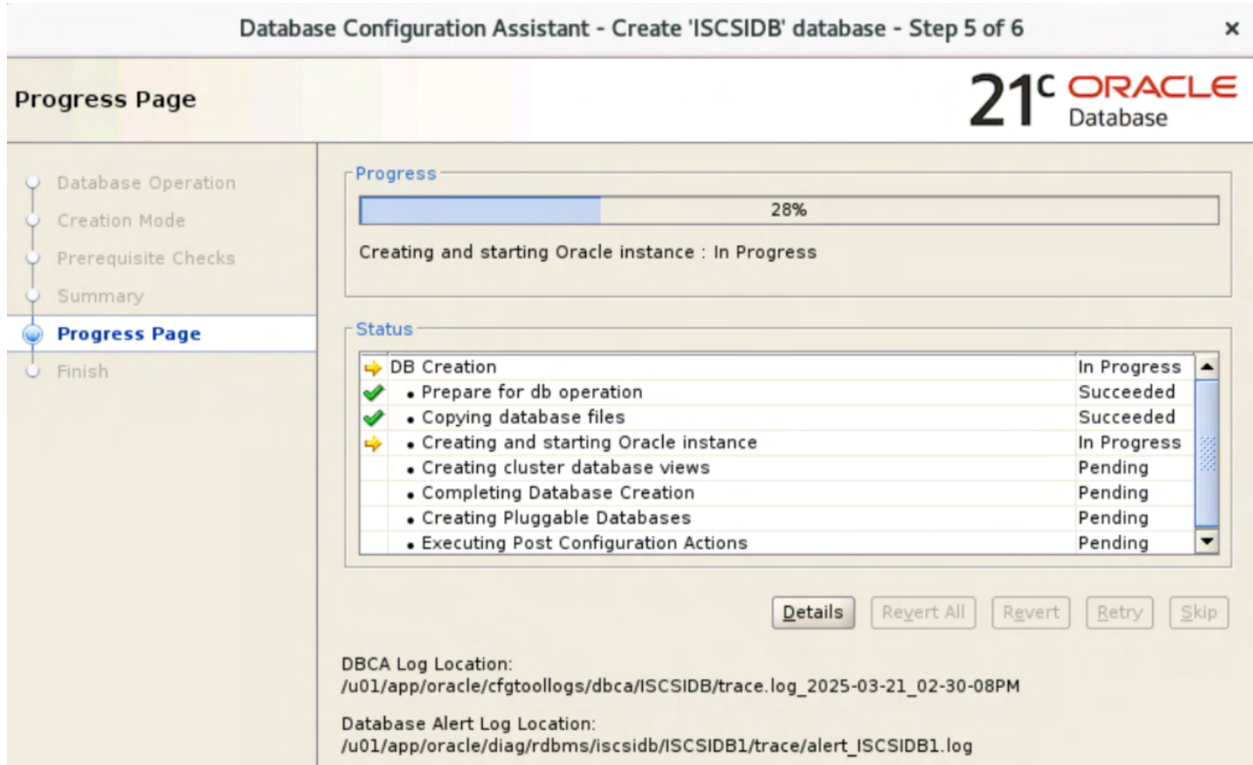 Database Configuration Assistant - Create 'ISCSIDB' database - Step 5 of 6 ×
Progress Page
21c ORACLE
Database
Database Operation
Creation Mode
Prerequisite Checks
Summary
Progress Page
Finish
Progress
28%
Creating and starting Oracle instance : In Progress
Status
DB Creation In Progress
• Prepare for db operation Succeeded
• Copying database files Succeeded
• Creating and starting Oracle instance In Progress
• Creating cluster database views Pending
• Completing Database Creation Pending
• Creating Pluggable Databases Pending
• Executing Post Configuration Actions Pending
Details Revert All Revert Retry Skip
DBCA Log Location:
/u01/app/oracle/cfgtoollogs/dbca/ISCSIDB/trace.log_2025-03-21_02-30-08PM
Database Alert Log Location:
/u01/app/oracle/diag/rdbms/iscsidb/ISCSIDB1/trace/alert_ISCSIDB1.log